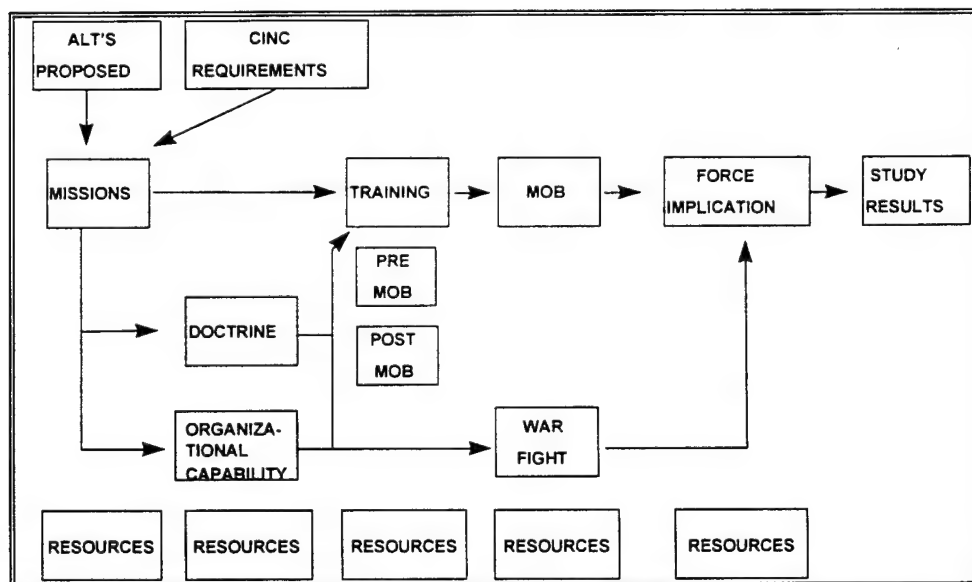 ALT'S
PROPOSED
CINC
REQUIREMENTS
MISSIONS
TRAINING
MOB
FORCE
IMPLICATION
STUDY
RESULTS
PRE
MOB
DOCTRINE
POST
MOB
ORGANIZA-
TIONAL
CAPABILITY
WAR
FIGHT
RESOURCES
RESOURCES
RESOURCES
RESOURCES
RESOURCES